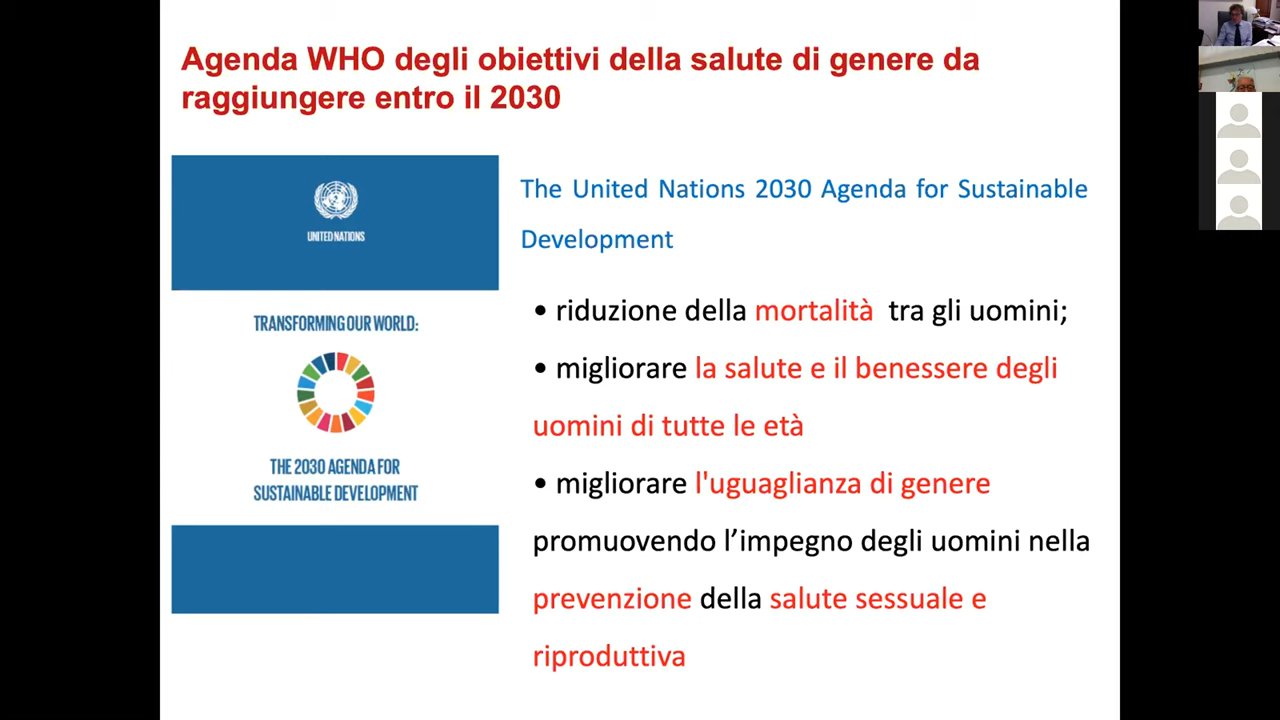 Agenda WHO degli obiettivi della salute di genere da
raggiungere entro il 2030
UNITED NATIONS
TRANSFORMING OUR WORLD:
THE 2030 AGENDA FOR
SUSTAINABLE DEVELOPMENT
The United Nations 2030 Agenda for Sustainable
Development
• riduzione della mortalità tra gli uomini;
• migliorare la salute e il benessere degli
uomini di tutte le età
• migliorare l'uguaglianza di genere
promuovendo l’impegno degli uomini nella
prevenzione della salute sessuale e
riproduttiva